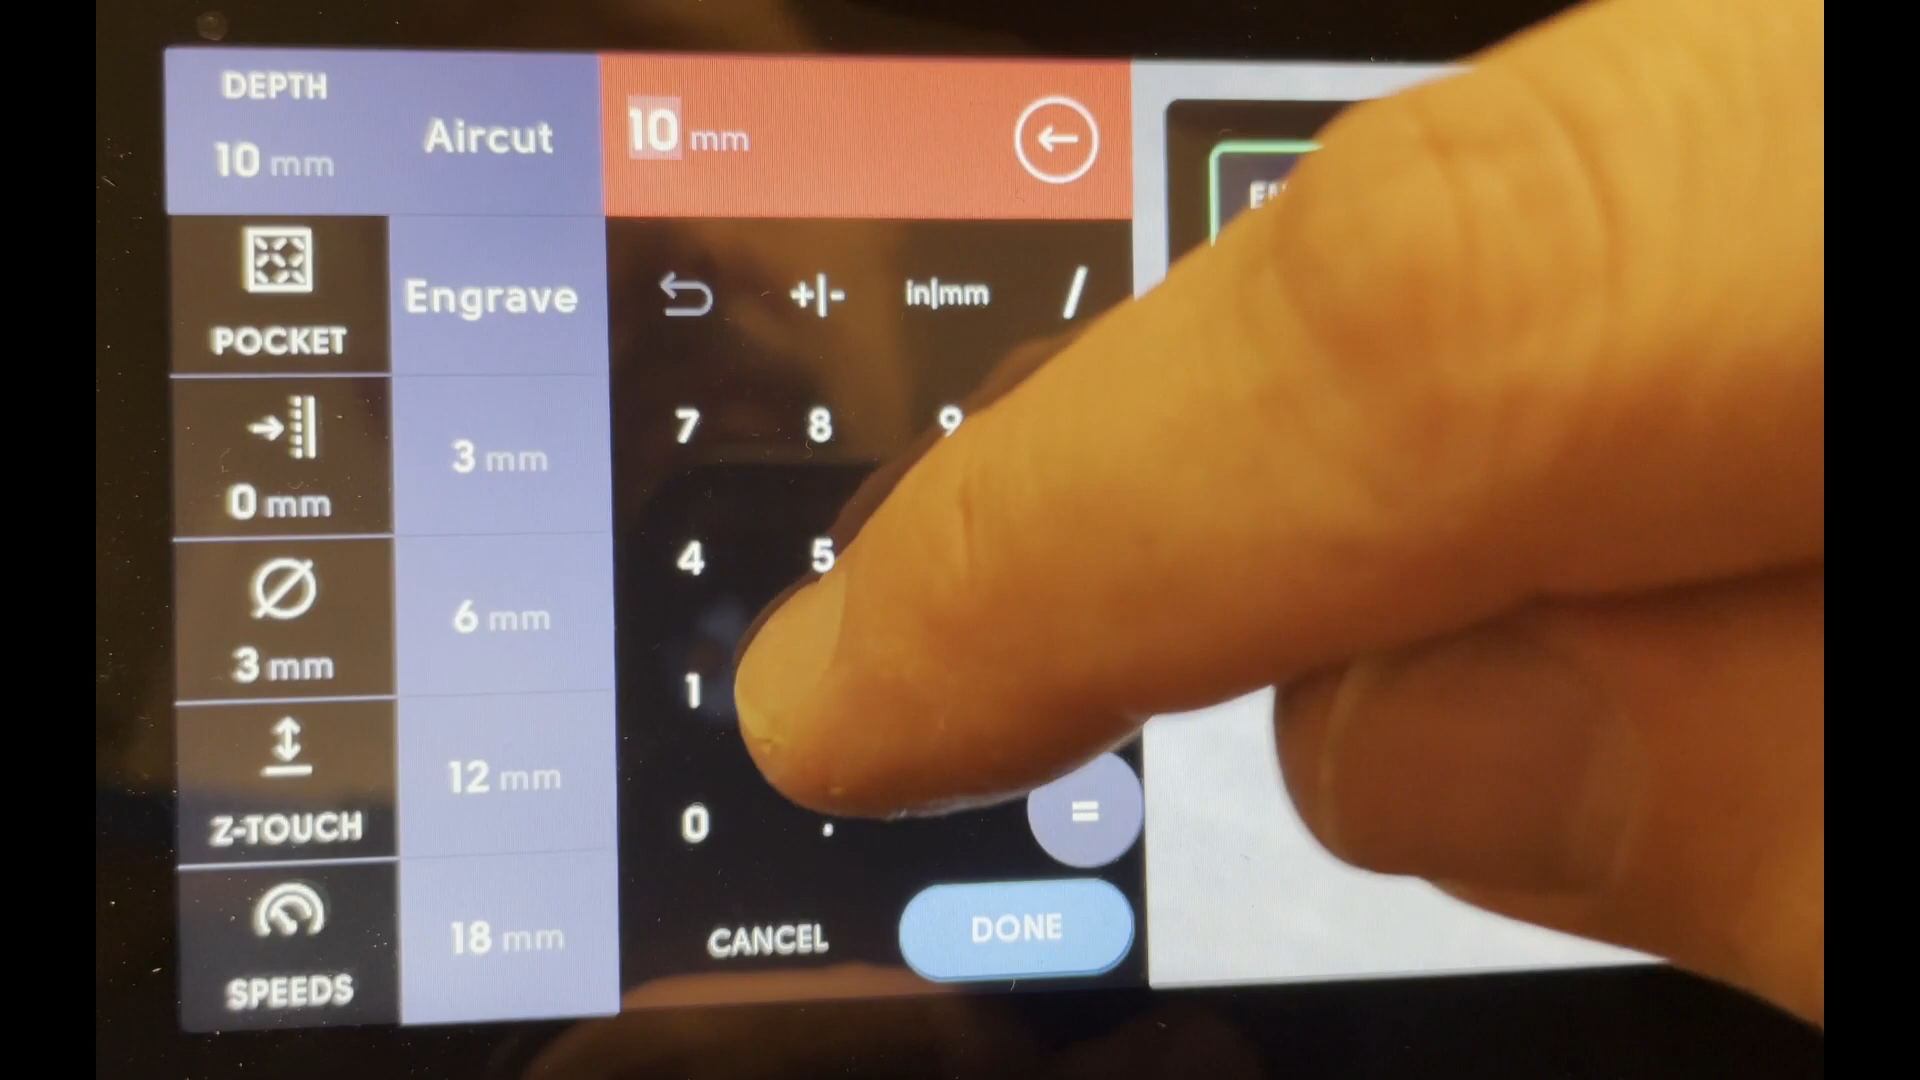 DEPTH
10 mm
Aircut
10 mm
POCKET
Engrave
+|-
in|mm
/
0 mm
3 mm
7
8
9
3 mm
6 mm
4
5
Z-TOUCH
12 mm
1
0
.
=
SPEEDS
18 mm
CANCEL
DONE